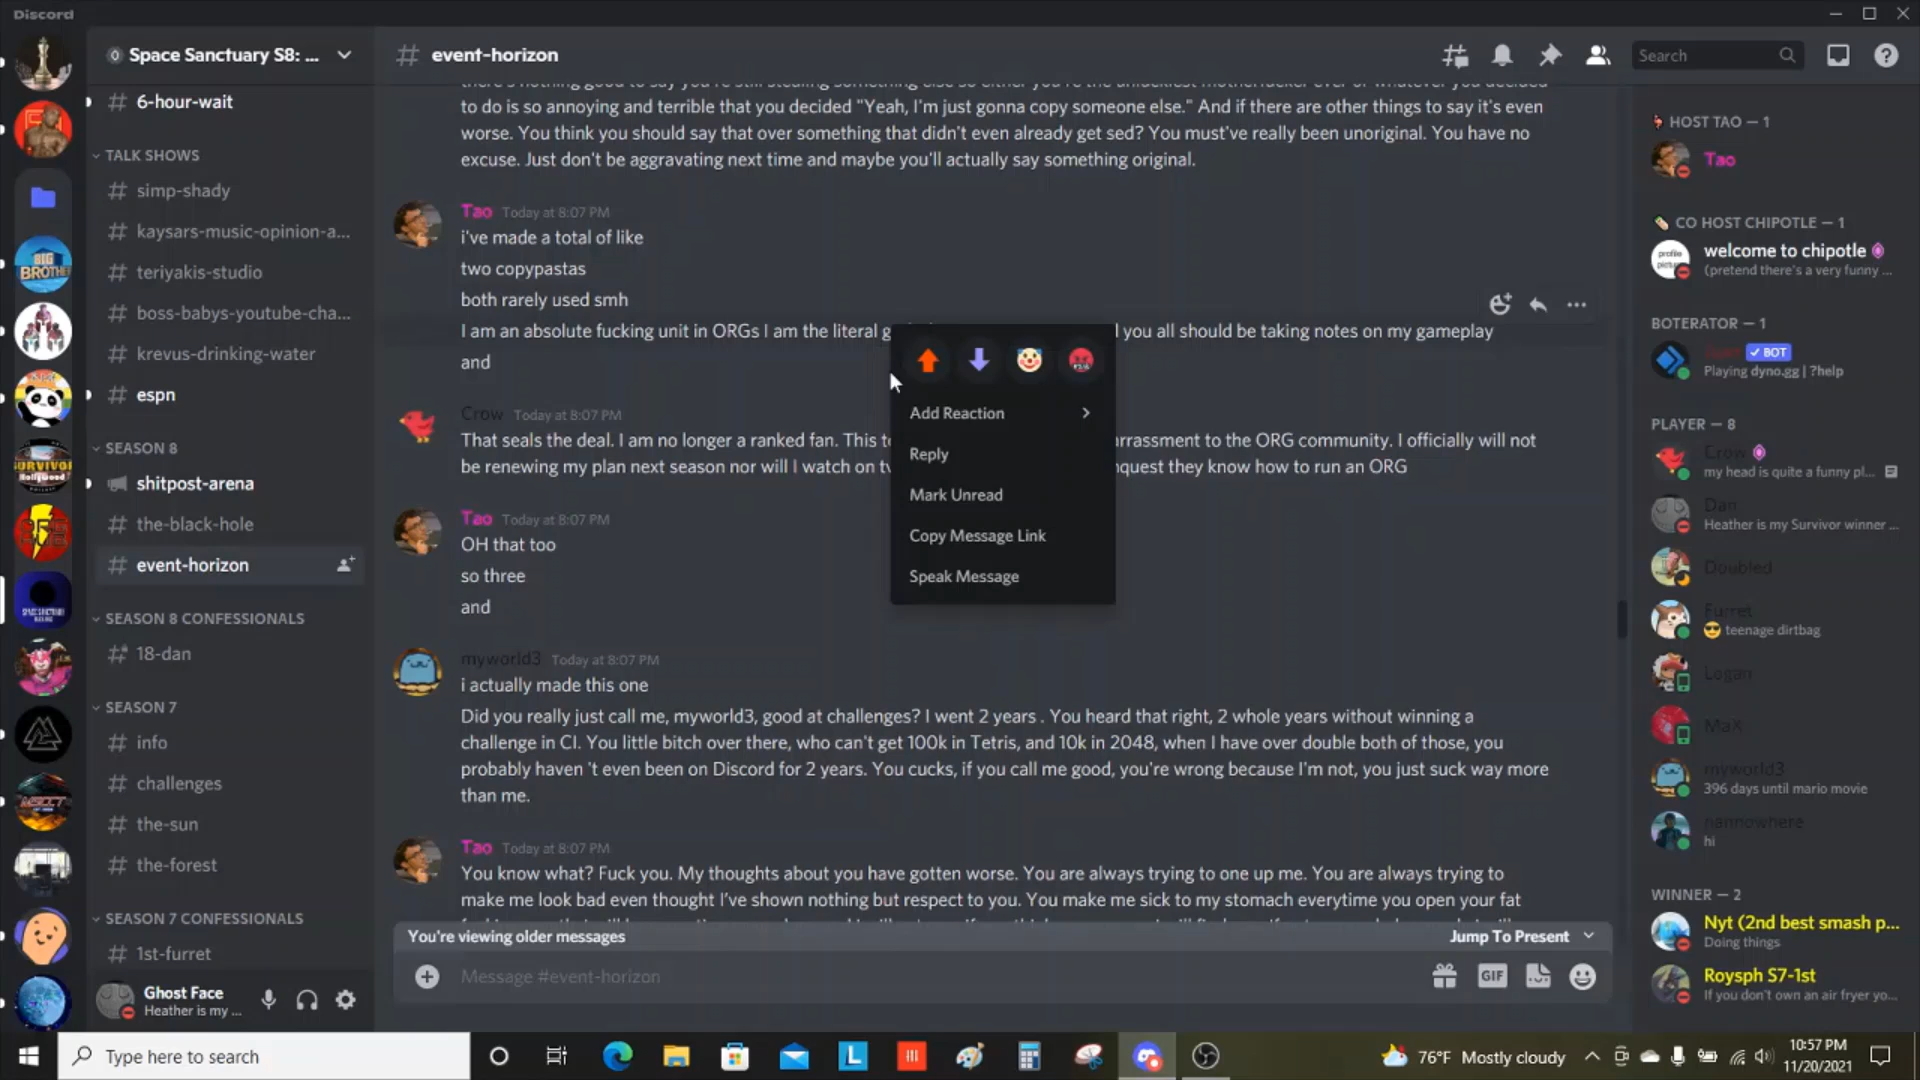 Discord
Space Sanctuary S8: ...
event-horizon
Search
6-hour-wait
TALK SHOWS
simp-shady
kaysars-music-opinion-a...
teriyakis-studio
boss-babys-youtube-cha...
krevus-drinking-water
espn
SEASON 8
shitpost-arena
the-black-hole
event-horizon
SEASON 8 CONFESSIONALS
18-dan
SEASON 7
info
challenges
the-sun
the-forest
SEASON 7 CONFESSIONALS
1st-furret
Ghost Face
Heather is my ...
to do is so annoying and terrible that you decided "Yeah, I'm just gonna copy someone else." And if there are other things to say it's even
worse. You think you should say that over something that didn't even already get sed? You must've really been unoriginal. You have no
excuse. Just don't be aggravating next time and maybe you'll actually say something original.
Tao Today at 8:07 PM
i've made a total of like
two copypastas
both rarely used smh
I am an absolute fucking unit in ORGs I am the literal you all should be taking notes on my gameplay
and
Crow Today at 8:07 PM
That seals the deal. I am no longer a ranked fan. This to arrassment to the ORG community. I officially will not
be renewing my plan next season nor will I watch on tv nquest they know how to run an ORG
Tao Today at 8:07 PM
OH that too
so three
and
myworld3 Today at 8:07 PM
i actually made this one
Did you really just call me, myworld3, good at challenges? I went 2 years . You heard that right, 2 whole years without winning a
challenge in CI. You little bitch over there, who can't get 100k in Tetris, and 10k in 2048, when I have over double both of those, you
probably haven 't even been on Discord for 2 years. You cucks, if you call me good, you're wrong because I'm not, you just suck way more
than me.
Tao Today at 8:07 PM
You know what? Fuck you. My thoughts about you have gotten worse. You are always trying to one up me. You are always trying to
make me look bad even thought I've shown nothing but respect to you. You make me sick to my stomach everytime you open your fat
You're viewing older messages
Jump To Present
Message #event-horizon
GIF
Add Reaction
Reply
Mark Unread
Copy Message Link
Speak Message
HOST TAO — 1
Tao
CO HOST CHIPOTLE — 1
welcome to chipotle
(pretend there's a very funny ...
BOTERATOR — 1
BOT
Playing dyno.gg | ?help
PLAYER — 8
Crow
my head is quite a funny pl...
Dan
Heather is my Survivor winner ...
Doubled
Furret
teenage dirtbag
Logan
MaX
myworld3
396 days until mario movie
nannowhere
hi
WINNER — 2
Nyt (2nd best smash p...
Doing things
Roysph S7-1st
If you don't own an air fryer yo...
Type here to search
76°F Mostly cloudy
10:57 PM
11/20/2021